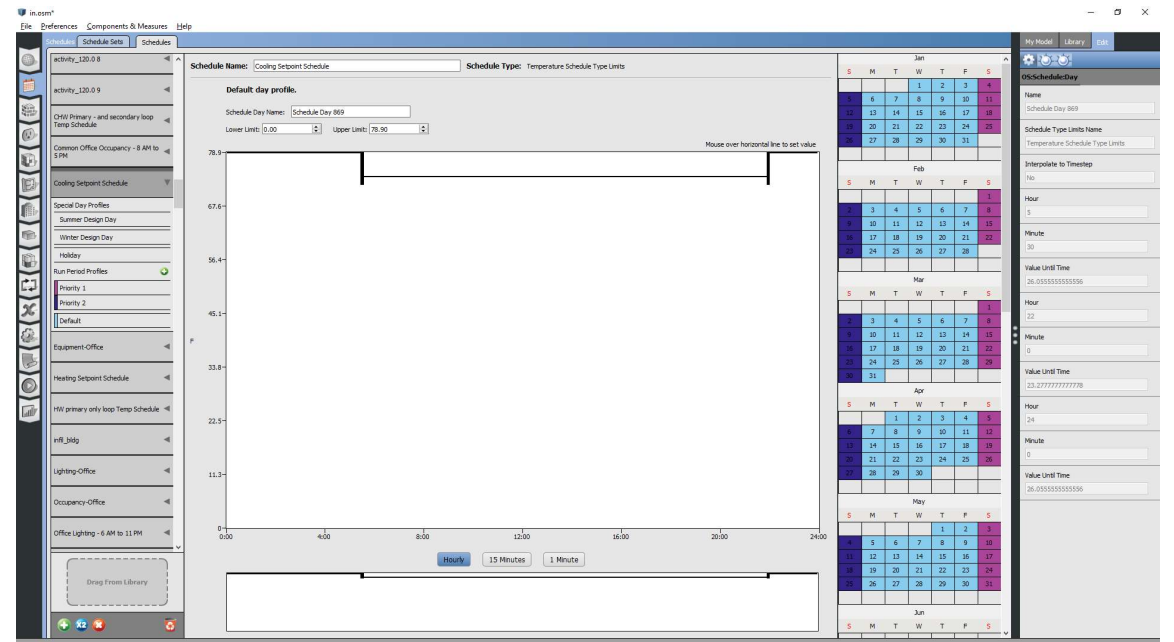 in.osm*
File Preferences Components & Measures Help
Schedules Schedule Sets Schedules
My Model Library Edit
activity_120.0 8
activity_120.0 9
CHW Primary - and secondary loop
Temp Schedule
Common Office Occupancy - 8 AM to
5 PM
Cooling Setpoint Schedule
Special Day Profiles
Summer Design Day
Winter Design Day
Holiday
Run Period Profiles
Priority 1
Priority 2
Default
Equipment-Office
Heating Setpoint Schedule
HW primary only loop Temp Schedule
infil_bldg
Lighting-Office
Occupancy-Office
Office Lighting - 6 AM to 11 PM
Drag From Library
X2
Schedule Name: Cooling Setpoint Schedule Schedule Type: Temperature Schedule Type Limits
Default day profile.
Schedule Day Name: Schedule Day 869
Lower Limit: 0.00 Upper Limit: 78.90
Mouse over horizontal line to set value
78.9
67.6
56.4
45.1
F
33.8
22.5
11.3
0
0:00 4:00 8:00 12:00 16:00 20:00 24:00
Hourly 15 Minutes 1 Minute
Jan
S M T W T F S
1 2 3 4
5 6 7 8 9 10 11
12 13 14 15 16 17 18
19 20 21 22 23 24 25
26 27 28 29 30 31
Feb
S M T W T F S
1
2 3 4 5 6 7 8
9 10 11 12 13 14 15
16 17 18 19 20 21 22
23 24 25 26 27 28
Mar
S M T W T F S
1
2 3 4 5 6 7 8
9 10 11 12 13 14 15
16 17 18 19 20 21 22
23 24 25 26 27 28 29
30 31
Apr
S M T W T F S
1 2 3 4 5
6 7 8 9 10 11 12
13 14 15 16 17 18 19
20 21 22 23 24 25 26
27 28 29 30
May
S M T W T F S
1 2 3
4 5 6 7 8 9 10
11 12 13 14 15 16 17
18 19 20 21 22 23 24
25 26 27 28 29 30 31
Jun
S M T W T F S
OS:Schedule:Day
Name
Schedule Day 869
Schedule Type Limits Name
Temperature Schedule Type Limits
Interpolate to Timestep
No
Hour
5
Minute
30
Value Until Time
26.0555555555556
Hour
22
Minute
0
Value Until Time
23.2777777777778
Hour
24
Minute
0
Value Until Time
26.0555555555556